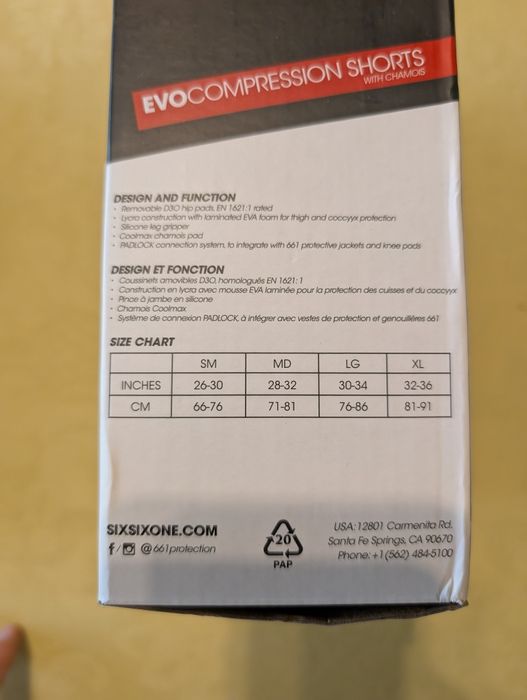 EVOCOMPRESSION SHORTS
WITH CHAMOIS
DESIGN AND FUNCTION
• Removable D3O hip pads, EN 1621:1 rated
• Lycra construction with laminated EVA foam for thigh and coccyx protection
• Silicone leg gripper
• Coolmax chamois pad
• PADLOCK connection system, to integrate with 661 protective jackets and knee pods
DESIGN ET FONCTION
• Coussinets amovibles D3O, homologués EN 1621: 1
• Construction en lycra avec mousse EVA laminée pour la protection des cuisses et du coccyx
• Pince à jambe en silicone
• Chamois Coolmax
• Système de connexion PADLOCK, à intégrer avec vestes de protection et genouillères 661
SIZE CHART
SM MD LG XL
INCHES 26-30 28-32 30-34 32-36
CM 66-76 71-81 76-86 81-91
SIXSIXONE.COM
f/ @661protection
20
PAP
USA: 12801 Carmenita Rd.
Santa Fe Springs, CA 90670
Phone: +1 (562) 484-5100